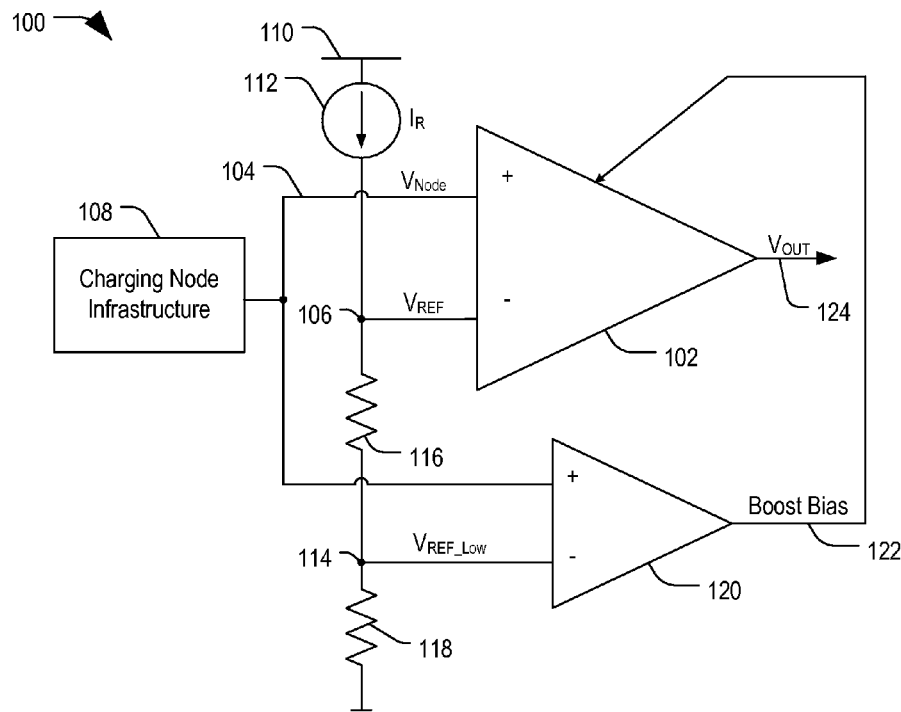 100
110
112
I_R
104
V_Node
+
108
Charging Node
Infrastructure
V_OUT
106
V_REF
-
124
102
116
+
Boost Bias
114
V_REF_Low
-
122
120
118